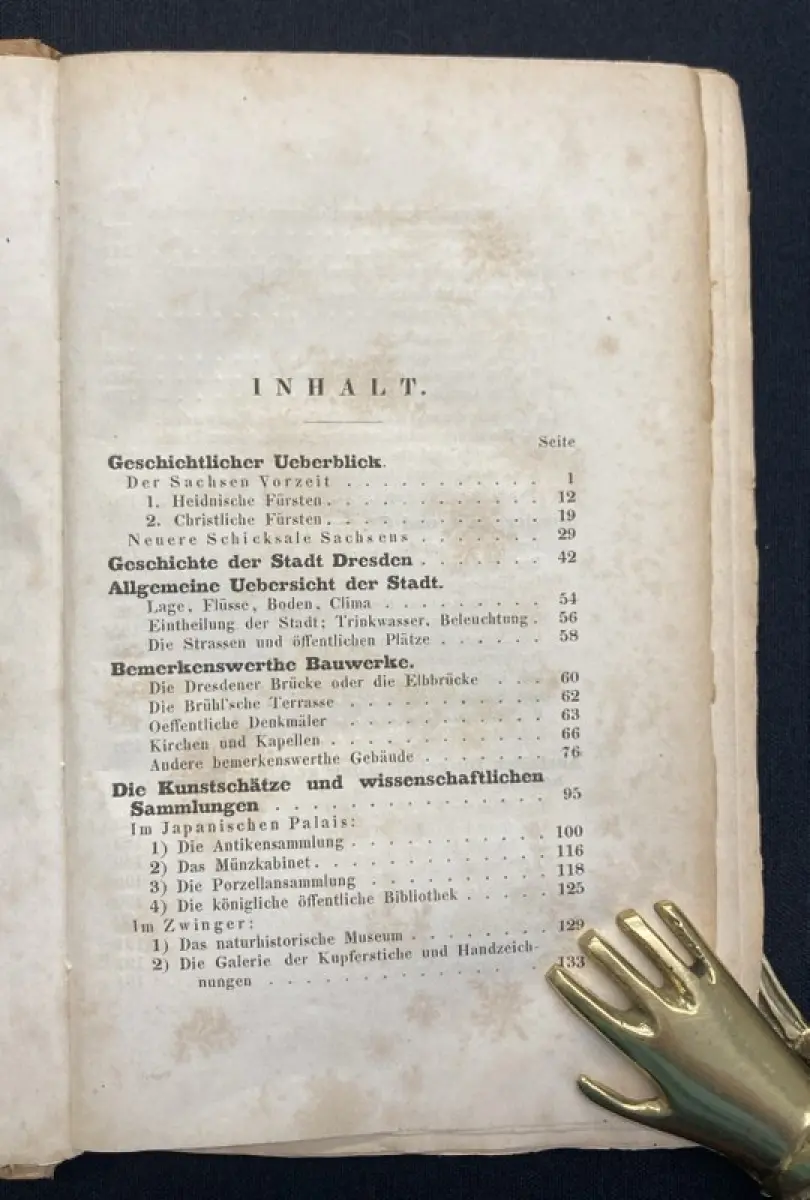 INHALT.
Seite
Geschichtlicher Ueberblick.
Der Sachsen Vorzeit . . . . . . . . . . . 1
1. Heidnische Fürsten . . . . . . . . . . . . 12
2. Christliche Fürsten . . . . . . . . . . . . 19
Neuere Schicksale Sachsens . . . . . . . 29
Geschichte der Stadt Dresden . . . . . . . 42
Allgemeine Uebersicht der Stadt.
Lage, Flüsse, Boden, Clima . . . . . . . . . 54
Eintheilung der Stadt; Trinkwasser, Beleuchtung . 56
Die Strassen und öffentlichen Plätze . . . . . . 58
Bemerkenswerthe Bauwerke.
Die Dresdener Brücke oder die Elbbrücke . . . 60
Die Brühl'sche Terrasse . . . . . . . . . . . 62
Oeffentliche Denkmäler . . . . . . . . . . . 63
Kirchen und Kapellen . . . . . . . . . . . . 66
Andere bemerkenswerthe Gebäude . . . . . . . 76
Die Kunstschätze und wissenschaftlichen
Sammlungen . . . . . . . . . . . . . . . 95
Im Japanischen Palais:
1) Die Antikensammlung . . . . . . . . . . . 100
2) Das Münzkabinet . . . . . . . . . . . . . 116
3) Die Porzellansammlung . . . . . . . . . . 118
4) Die königliche öffentliche Bibliothek . . . . . 125
Im Zwinger:
1) Das naturhistorische Museum . . . . . . . . 129
2) Die Galerie der Kupferstiche und Handzeich-
nungen . . . . . . . . . . . . . . . . 133